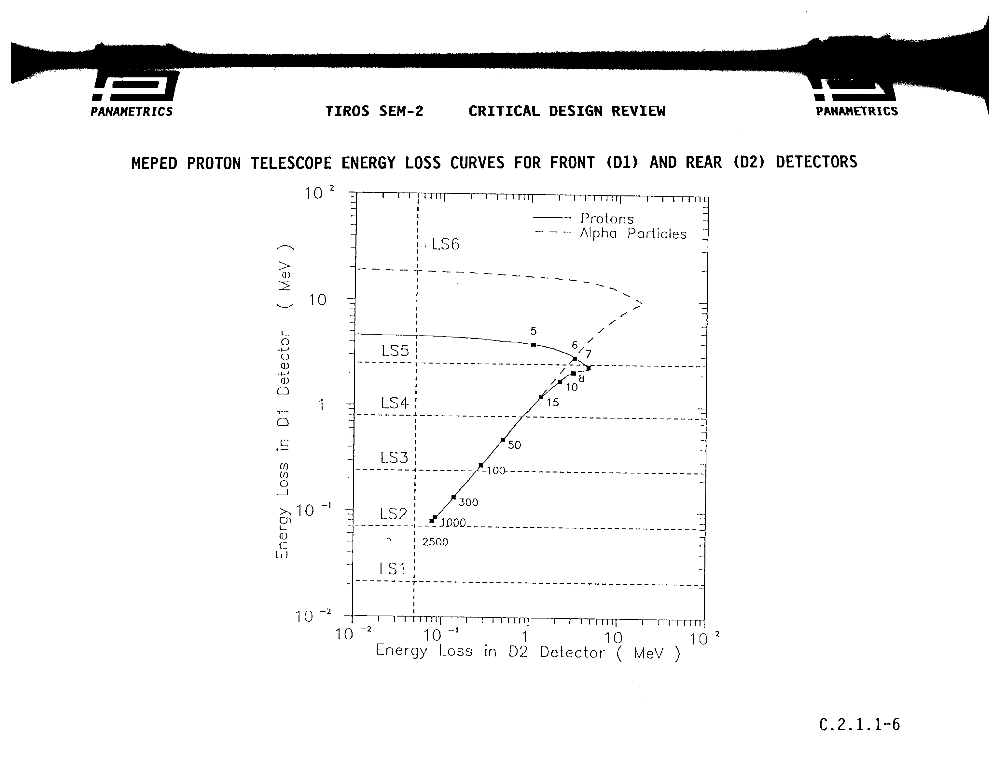 PANAMETRICS
TIROS SEM-2 CRITICAL DESIGN REVIEW
PANAMETRICS
MEPED PROTON TELESCOPE ENERGY LOSS CURVES FOR FRONT (D1) AND REAR (D2) DETECTORS
Energy Loss in D1 Detector ( MeV )
10 ²
10
1
10 ⁻¹
10 ⁻²
Protons
Alpha Particles
LS6
5
6
7
LS5
8
10
LS4
15
50
LS3
100
300
LS2
1000
2500
LS1
10 ⁻² 10 ⁻¹ 1 10 10 ²
Energy Loss in D2 Detector ( MeV )
C.2.1.1-6